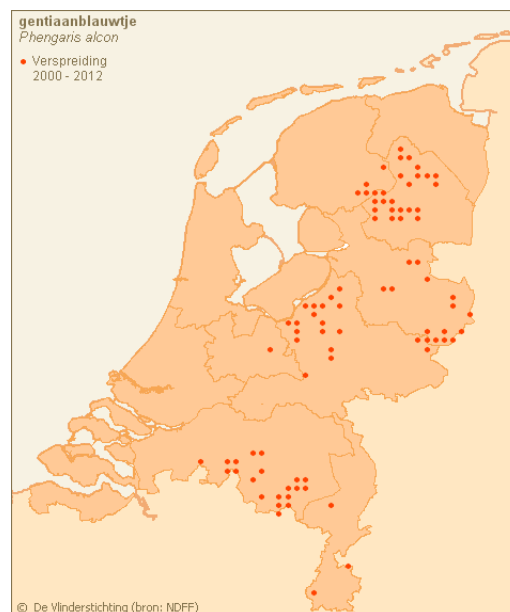 gentiaanblauwtje
Phengaris alcon
Verspreiding
2000 - 2012
© De Vlinderstichting (bron: NDFF)